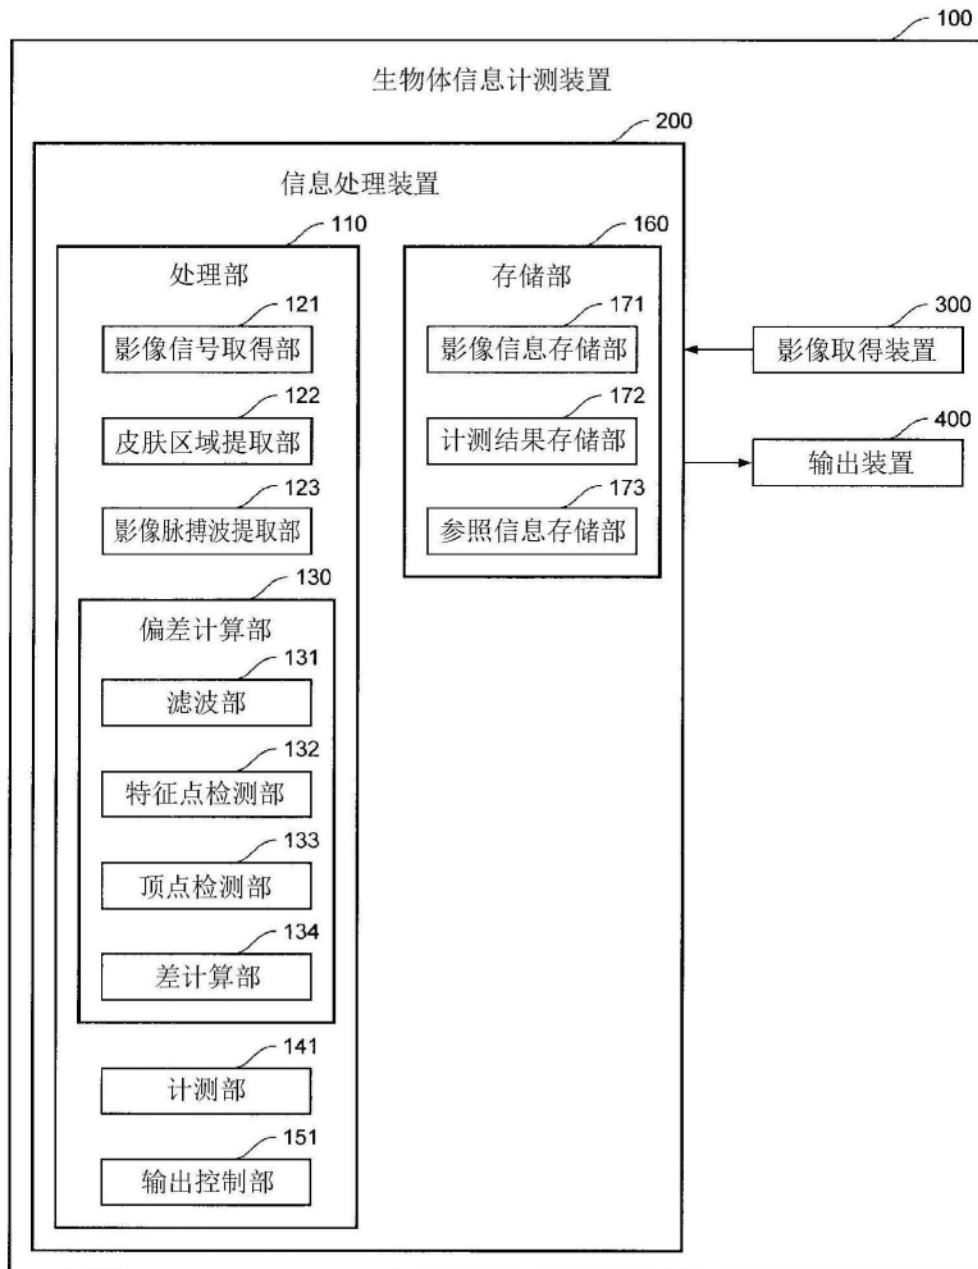 100
生物体信息计测装置
200
信息处理装置
110
处理部
121
影像信号取得部
122
皮肤区域提取部
123
影像脉搏波提取部
130
偏差计算部
131
滤波部
132
特征点检测部
133
顶点检测部
134
差计算部
141
计测部
151
输出控制部
160
存储部
171
影像信息存储部
172
计测结果存储部
173
参照信息存储部
300
影像取得装置
400
输出装置